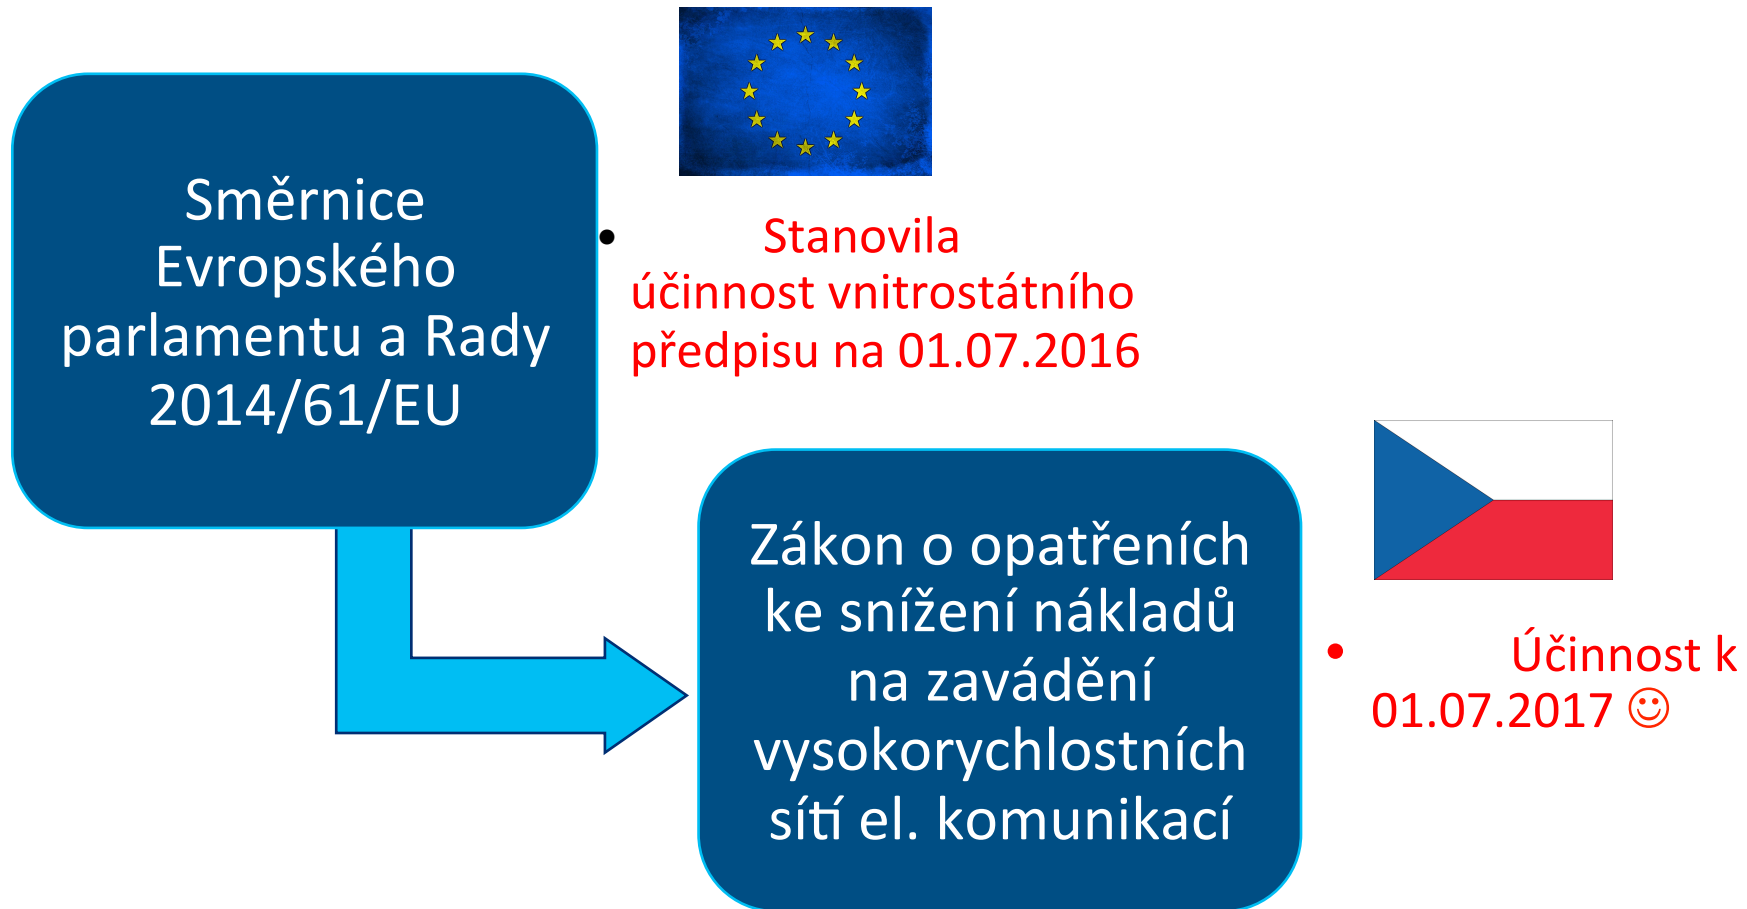 Směrnice
Evropského
parlamentu a Rady
2014/61/EU
• Stanovila
účinnost vnitrostátního
předpisu na 01.07.2016
Zákon o opatřeních
ke snížení nákladů
na zavádění
vysokorychlostních
sítí el. komunikací
• Účinnost k
01.07.2017 ☺